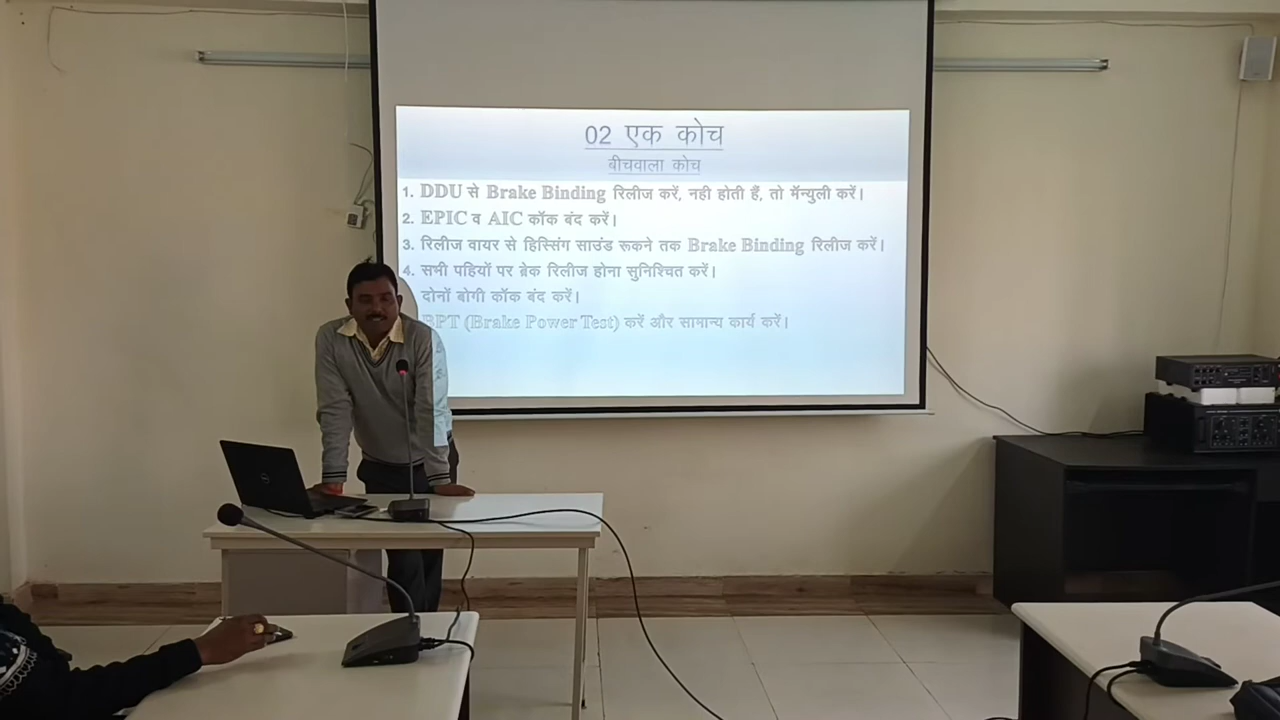 02 एक कोच
बीचवाला कोच
1. DDU से Brake Binding रिलीज करें, नही होती हैं, तो मॅन्युली करें।
2. EPIC व AIC कॉक बंद करें।
3. रिलीज वायर से हिस्सिंग साउंड रूकने तक Brake Binding रिलीज करें।
4. सभी पहियों पर ब्रेक रिलीज होना सुनिश्चित करें।
दोनों बोगी कॉक बंद करें।
BPT (Brake Power Test) करें और सामान्य कार्य करें।